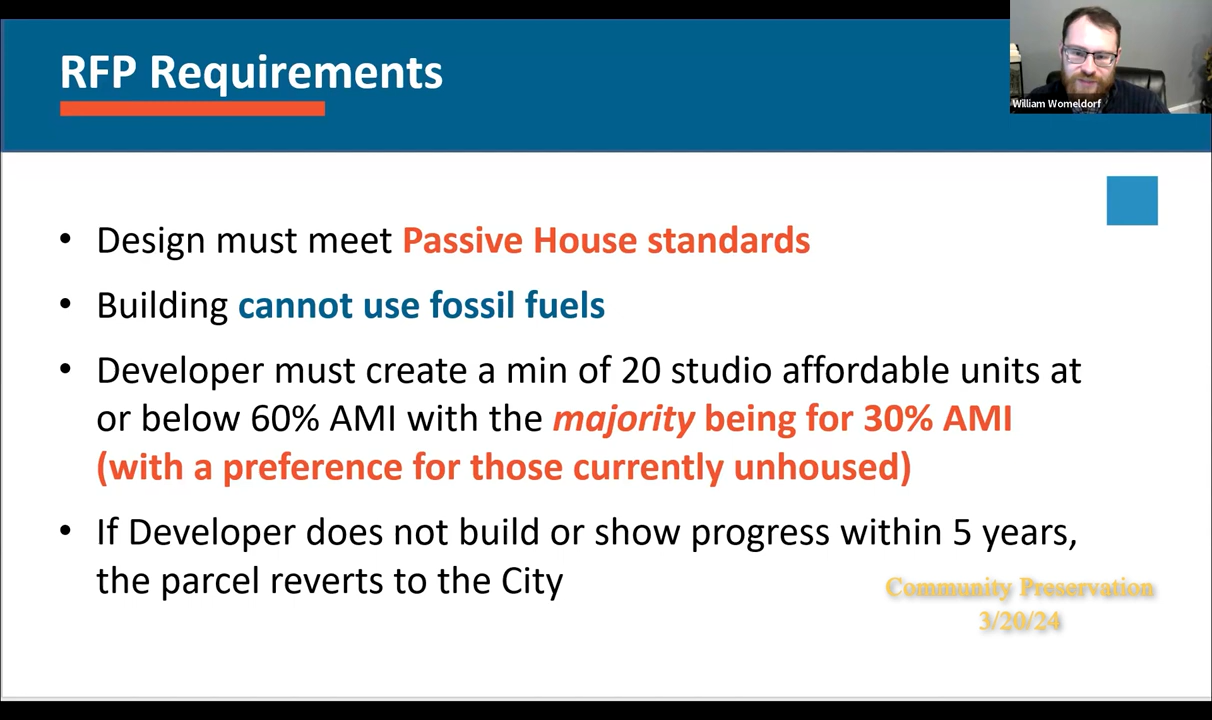 RFP Requirements
William Womeldorf
• Design must meet Passive House standards
• Building cannot use fossil fuels
• Developer must create a min of 20 studio affordable units at
or below 60% AMI with the majority being for 30% AMI
(with a preference for those currently unhoused)
• If Developer does not build or show progress within 5 years,
the parcel reverts to the City
Community Preservation
3/20/24